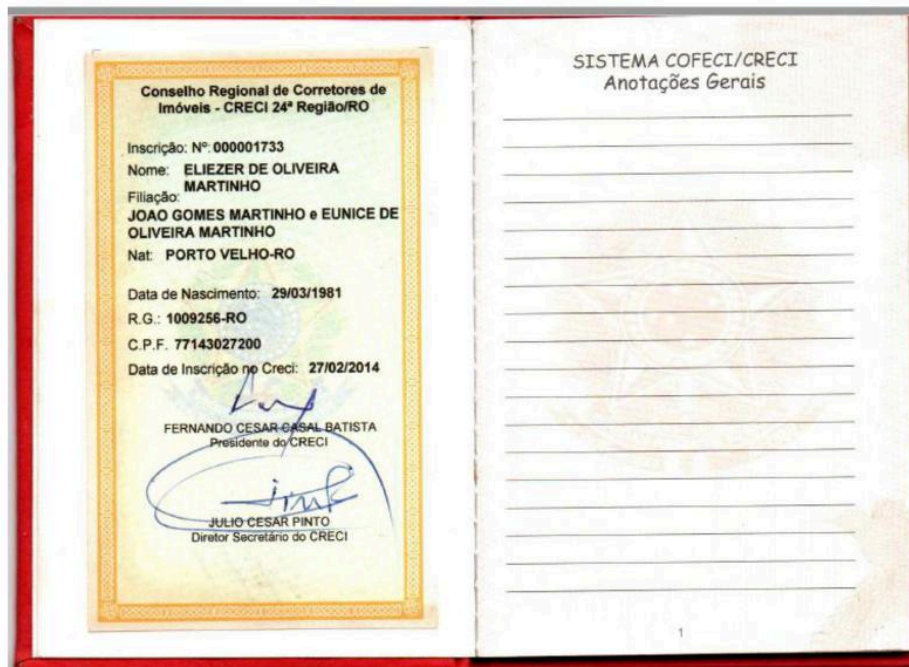 Conselho Regional de Corretores de
Imóveis - CRECI 24ª Região/RO
Inscrição: Nº: 000001733
Nome: ELIEZER DE OLIVEIRA
MARTINHO
Filiação:
JOAO GOMES MARTINHO e EUNICE DE
OLIVEIRA MARTINHO
Nat: PORTO VELHO-RO
Data de Nascimento: 29/03/1981
R.G.: 1009256-RO
C.P.F. 77143027200
Data de Inscrição no Creci: 27/02/2014
FERNANDO CESAR CASAL BATISTA
Presidente do CRECI
JULIO CESAR PINTO
Diretor Secretário do CRECI
SISTEMA COFECI/CRECI
Anotações Gerais
1